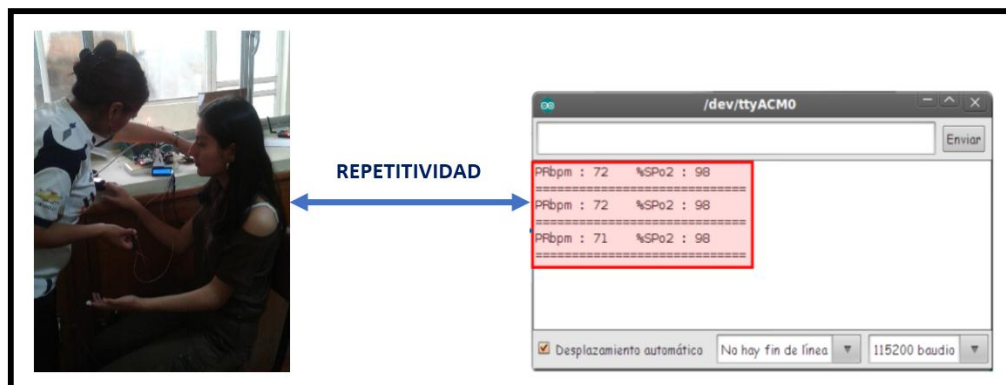 REPETITIVIDAD
/dev/ttyACM0
Enviar
PRbpm : 72 %SPo2 : 98
==============================
PRbpm : 72 %SPo2 : 98
==============================
PRbpm : 71 %SPo2 : 98
==============================
Desplazamiento automático No hay fin de línea 115200 baudio